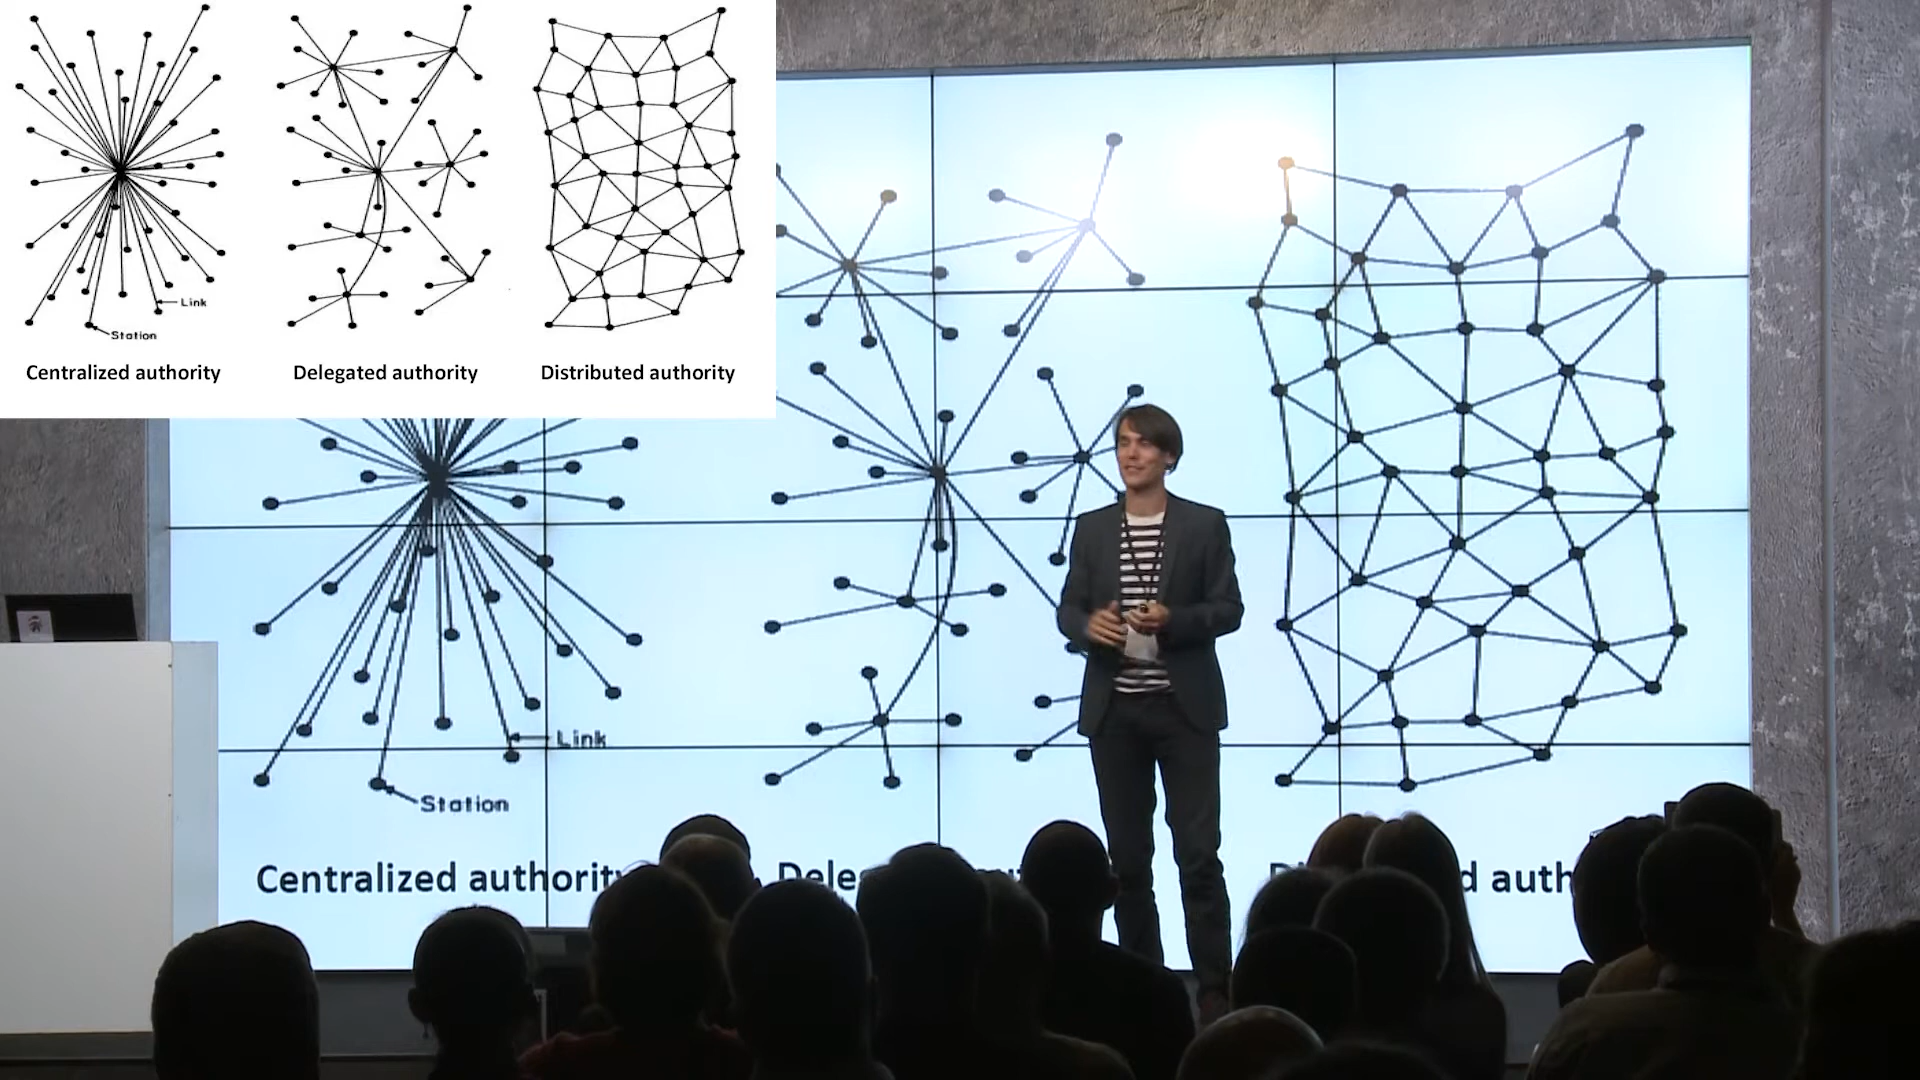 Link
Station
Centralized authority
Delegated authority
Distributed authority
Link
Station
Centralized authority